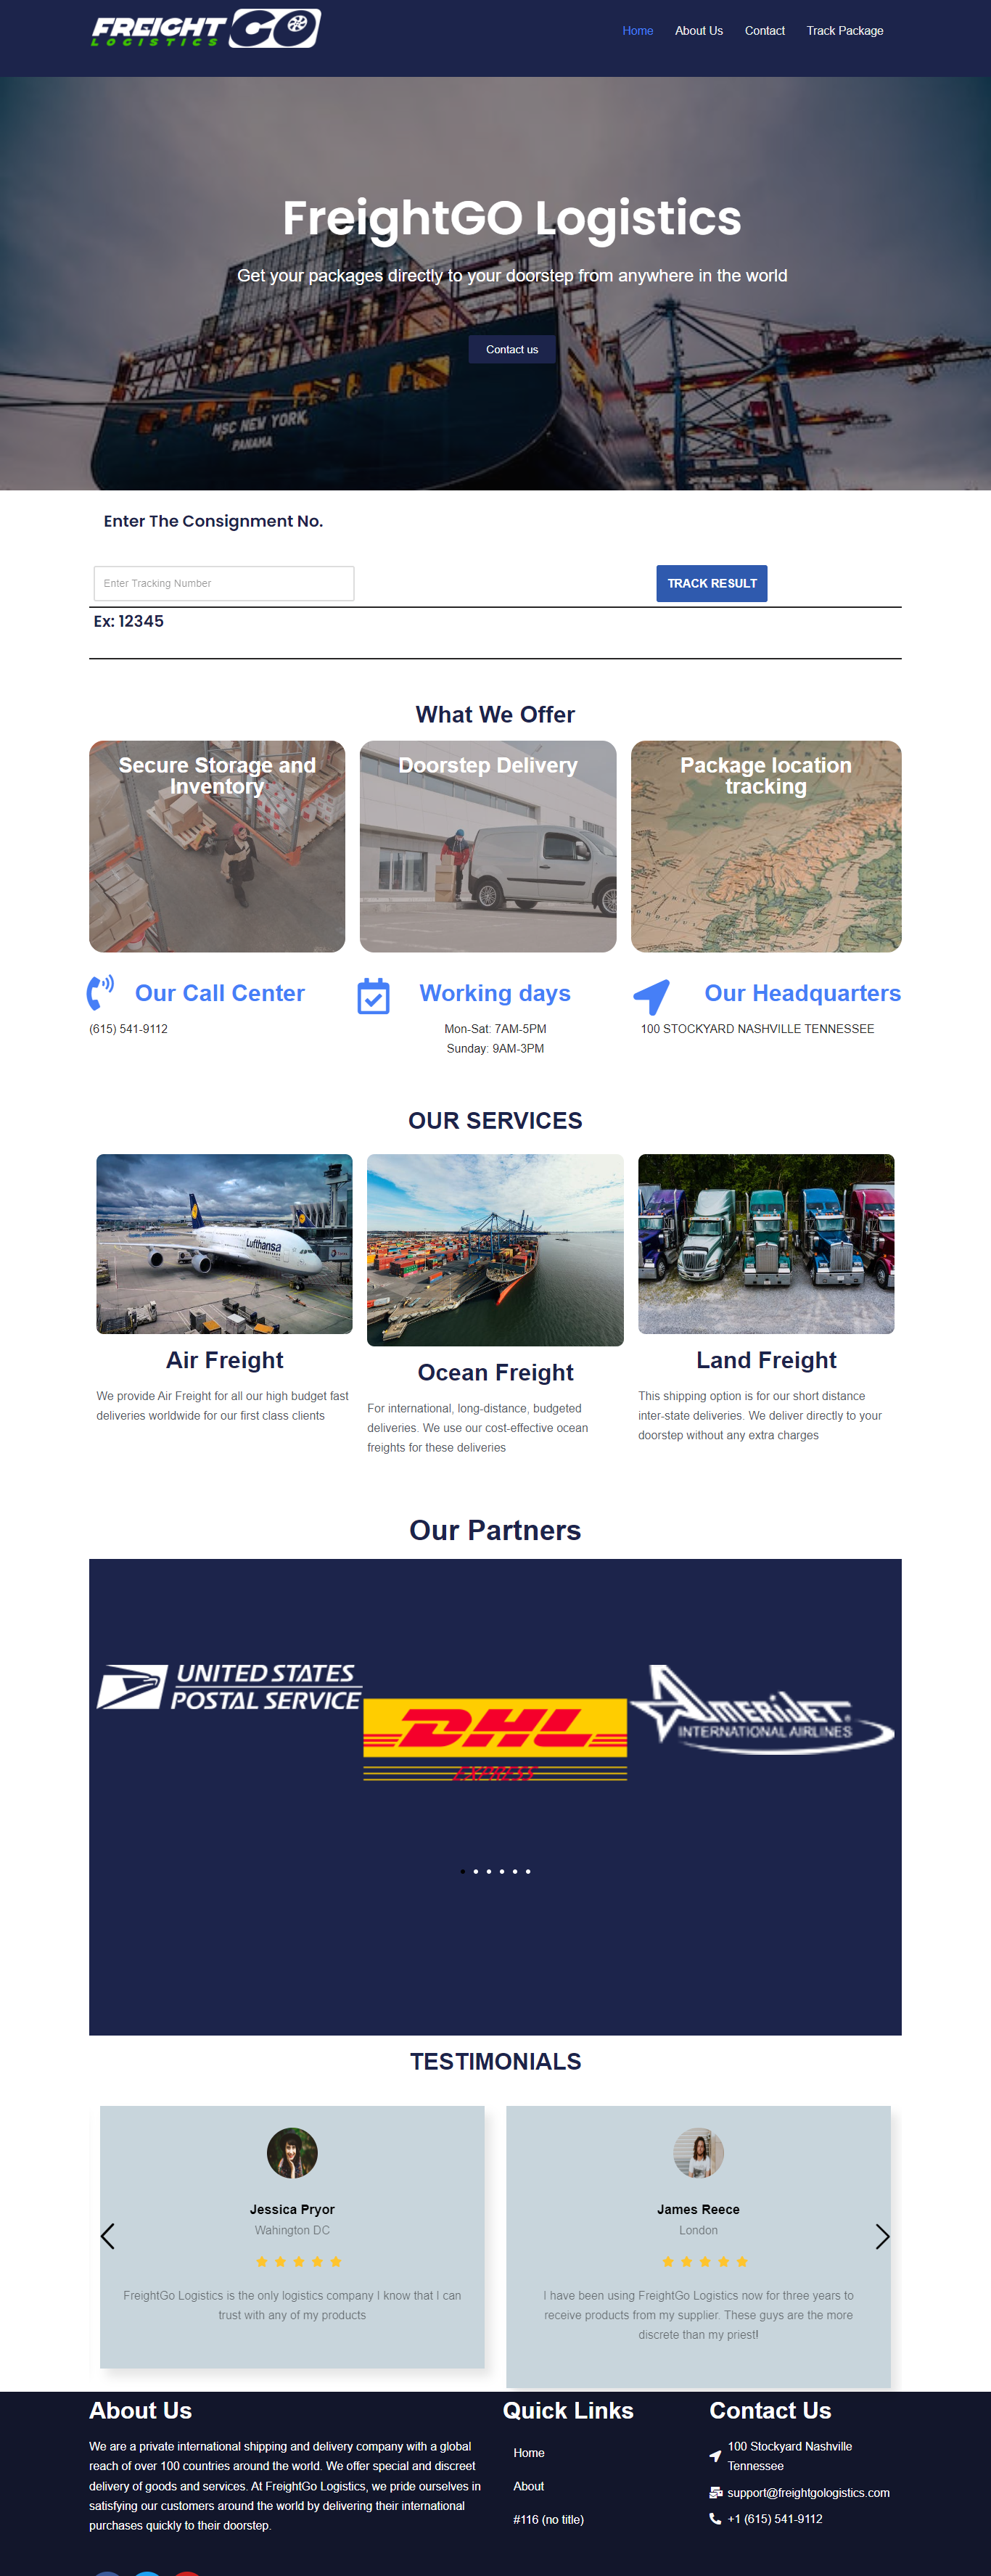 FREIGHT GO
LOGISTICS
Home
About Us
Contact
Track Package
FreightGO Logistics
Get your packages directly to your doorstep from anywhere in the world
Contact us
MSC NEW YORK
PANAMA
Enter The Consignment No.
Enter Tracking Number
TRACK RESULT
Ex: 12345
What We Offer
Secure Storage and
Inventory
Doorstep Delivery
Package location
tracking
Our Call Center
(615) 541-9112
Working days
Mon-Sat: 7AM-5PM
Sunday: 9AM-3PM
Our Headquarters
100 STOCKYARD NASHVILLE TENNESSEE
OUR SERVICES
Lufthansa
Air Freight
We provide Air Freight for all our high budget fast
deliveries worldwide for our first class clients
Ocean Freight
For international, long-distance, budgeted
deliveries. We use our cost-effective ocean
freights for these deliveries
Land Freight
This shipping option is for our short distance
inter-state deliveries. We deliver directly to your
doorstep without any extra charges
Our Partners
UNITED STATES
POSTAL SERVICE
DHL
EXPRESS
AMERIJET
INTERNATIONAL AIRLINES
TESTIMONIALS
Jessica Pryor
Wahington DC
FreightGo Logistics is the only logistics company I know that I can
trust with any of my products
James Reece
London
I have been using FreightGo Logistics now for three years to
receive products from my supplier. These guys are the more
discrete than my priest!
About Us
We are a private international shipping and delivery company with a global
reach of over 100 countries around the world. We offer special and discreet
delivery of goods and services. At FreightGo Logistics, we pride ourselves in
satisfying our customers around the world by delivering their international
purchases quickly to their doorstep.
Quick Links
Home
About
#116 (no title)
Contact Us
100 Stockyard Nashville
Tennessee
support@freightgologistics.com
+1 (615) 541-9112